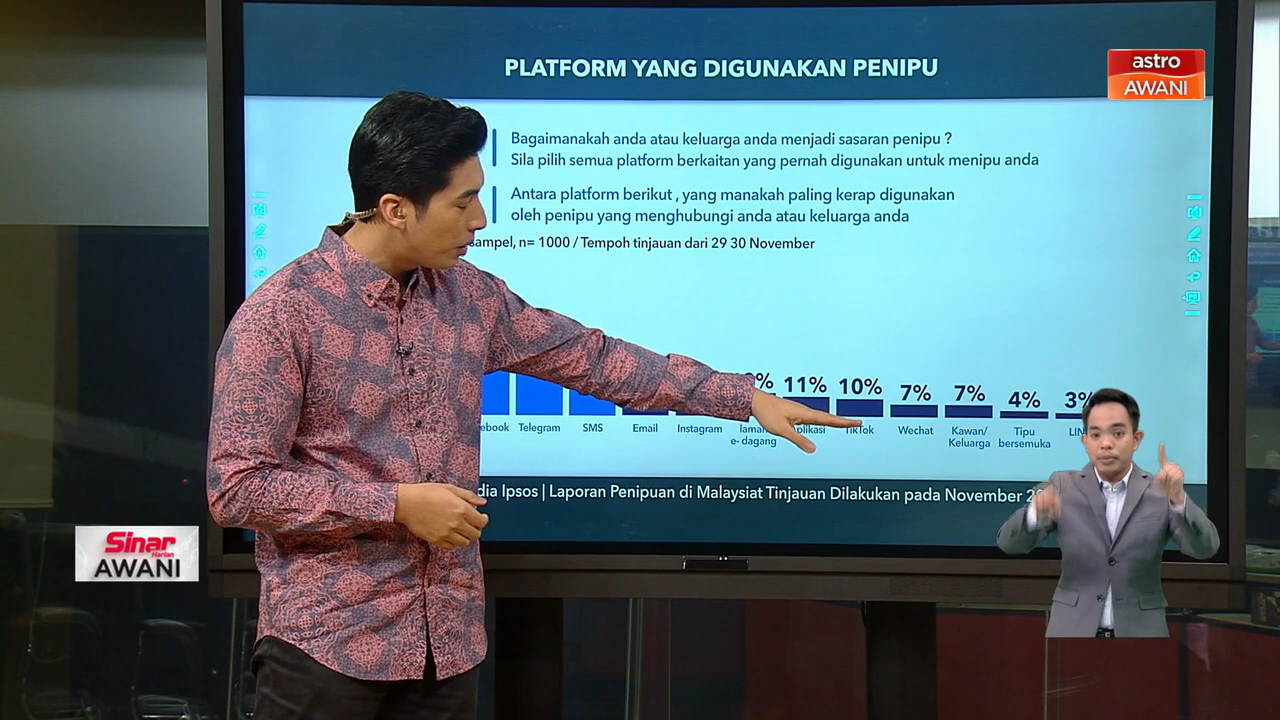 PLATFORM YANG DIGUNAKAN PENIPU
astro
AWANI
Bagaimanakah anda atau keluarga anda menjadi sasaran penipu ?
Sila pilih semua platform berkaitan yang pernah digunakan untuk menipu anda
Antara platform berikut , yang manakah paling kerap digunakan
oleh penipu yang menghubungi anda atau keluarga anda
sampel, n= 1000 / Tempoh tinjauan dari 29 30 November
11% 10% 7% 7% 4% 3%
Telegram SMS Email Instagram TikTok Wechat Kawan/ Tipu
e- dagang Keluarga bersemuka
Ipsos | Laporan Penipuan di Malaysiat Tinjauan Dilakukan pada November
Sinar
Harian
AWANI